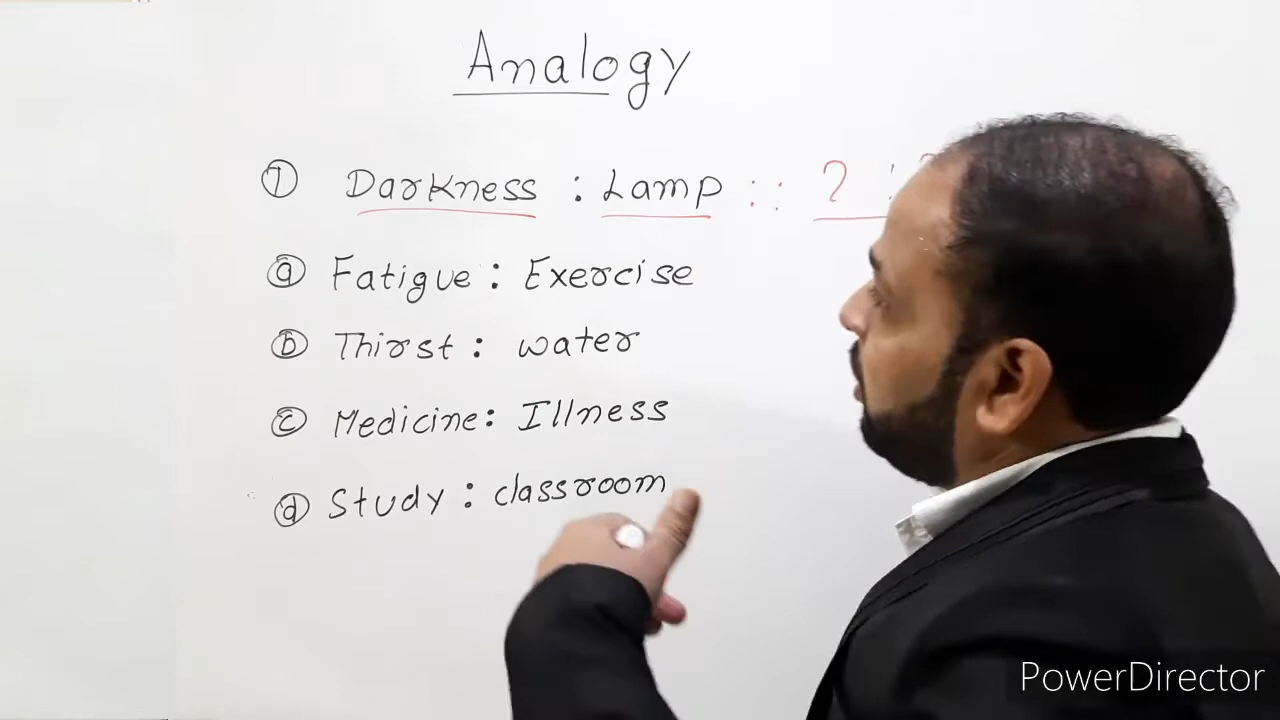 Analogy
① Darkness : Lamp :: ? :
ⓐ Fatigue : Exercise
ⓑ Thirst : water
ⓒ Medicine : Illness
ⓓ Study : classroom
PowerDirector